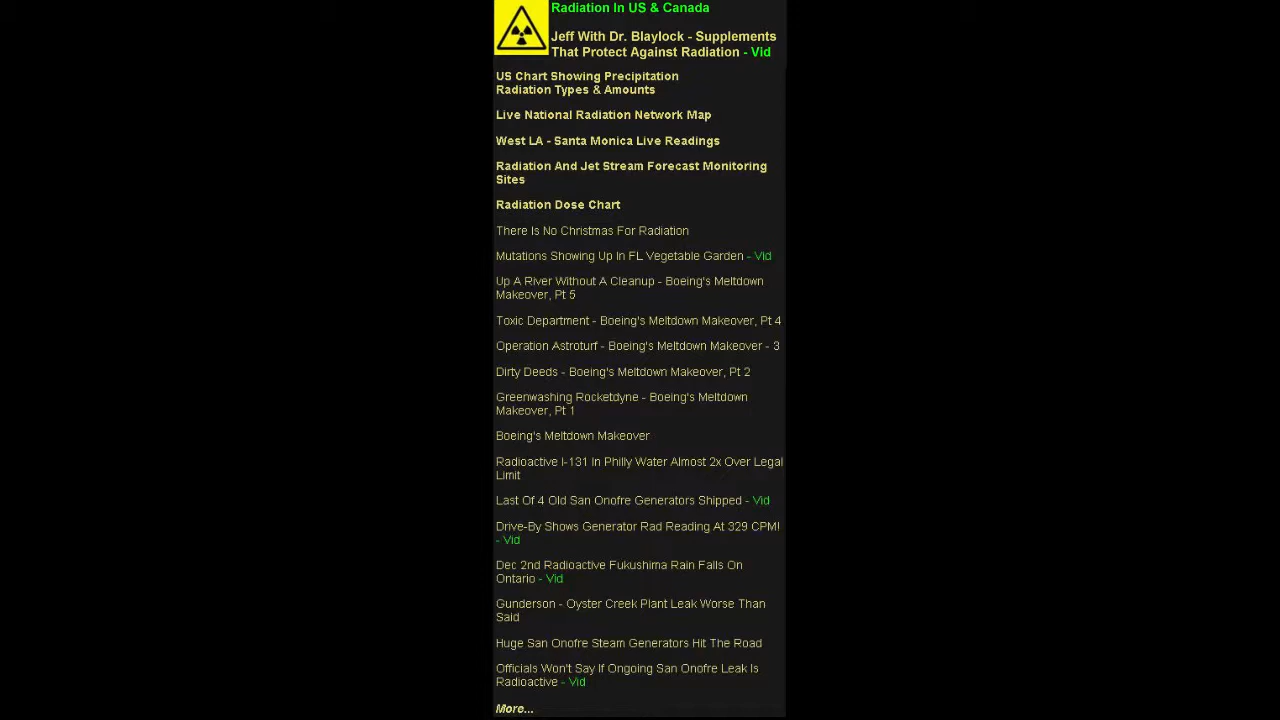 Radiation In US & Canada
Jeff With Dr. Blaylock - Supplements
That Protect Against Radiation - Vid
US Chart Showing Precipitation
Radiation Types & Amounts
Live National Radiation Network Map
West LA - Santa Monica Live Readings
Radiation And Jet Stream Forecast Monitoring
Sites
Radiation Dose Chart
There Is No Christmas For Radiation
Mutations Showing Up In FL Vegetable Garden - Vid
Up A River Without A Cleanup - Boeing's Meltdown
Makeover, Pt 5
Toxic Department - Boeing's Meltdown Makeover, Pt 4
Operation Astroturf - Boeing's Meltdown Makeover - 3
Dirty Deeds - Boeing's Meltdown Makeover, Pt 2
Greenwashing Rocketdyne - Boeing's Meltdown
Makeover, Pt 1
Boeing's Meltdown Makeover
Radioactive I-131 In Philly Water Almost 2x Over Legal
Limit
Last Of 4 Old San Onofre Generators Shipped - Vid
Drive-By Shows Generator Rad Reading At 329 CPM!
- Vid
Dec 2nd Radioactive Fukushima Rain Falls On
Ontario - Vid
Gunderson - Oyster Creek Plant Leak Worse Than
Said
Huge San Onofre Steam Generators Hit The Road
Officials Won't Say If Ongoing San Onofre Leak Is
Radioactive - Vid
More...